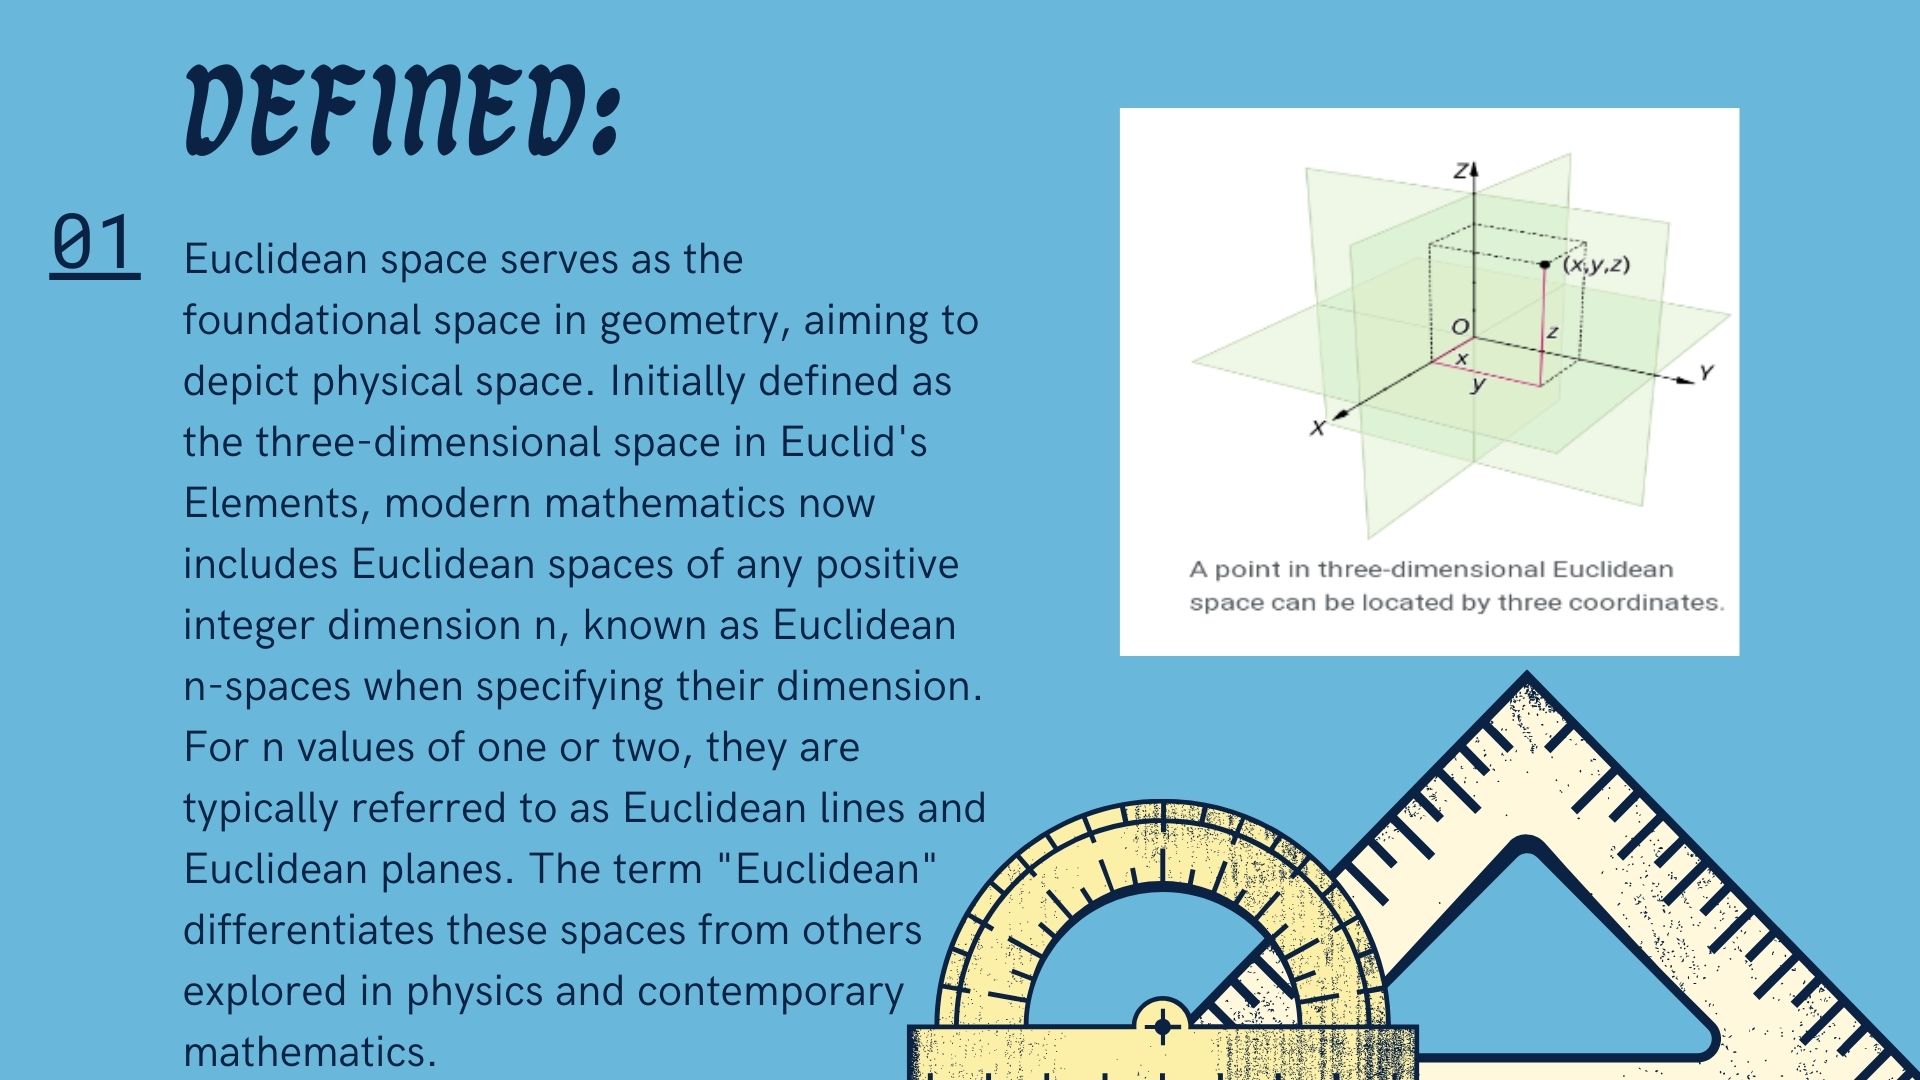 DEFINED:
01
Euclidean space serves as the
foundational space in geometry, aiming to
depict physical space. Initially defined as
the three-dimensional space in Euclid's
Elements, modern mathematics now
includes Euclidean spaces of any positive
integer dimension n, known as Euclidean
n-spaces when specifying their dimension.
For n values of one or two, they are
typically referred to as Euclidean lines and
Euclidean planes. The term "Euclidean"
differentiates these spaces from others
explored in physics and contemporary
mathematics.
Z
(x,y,z)
O
z
x
y
Y
X
A point in three-dimensional Euclidean
space can be located by three coordinates.